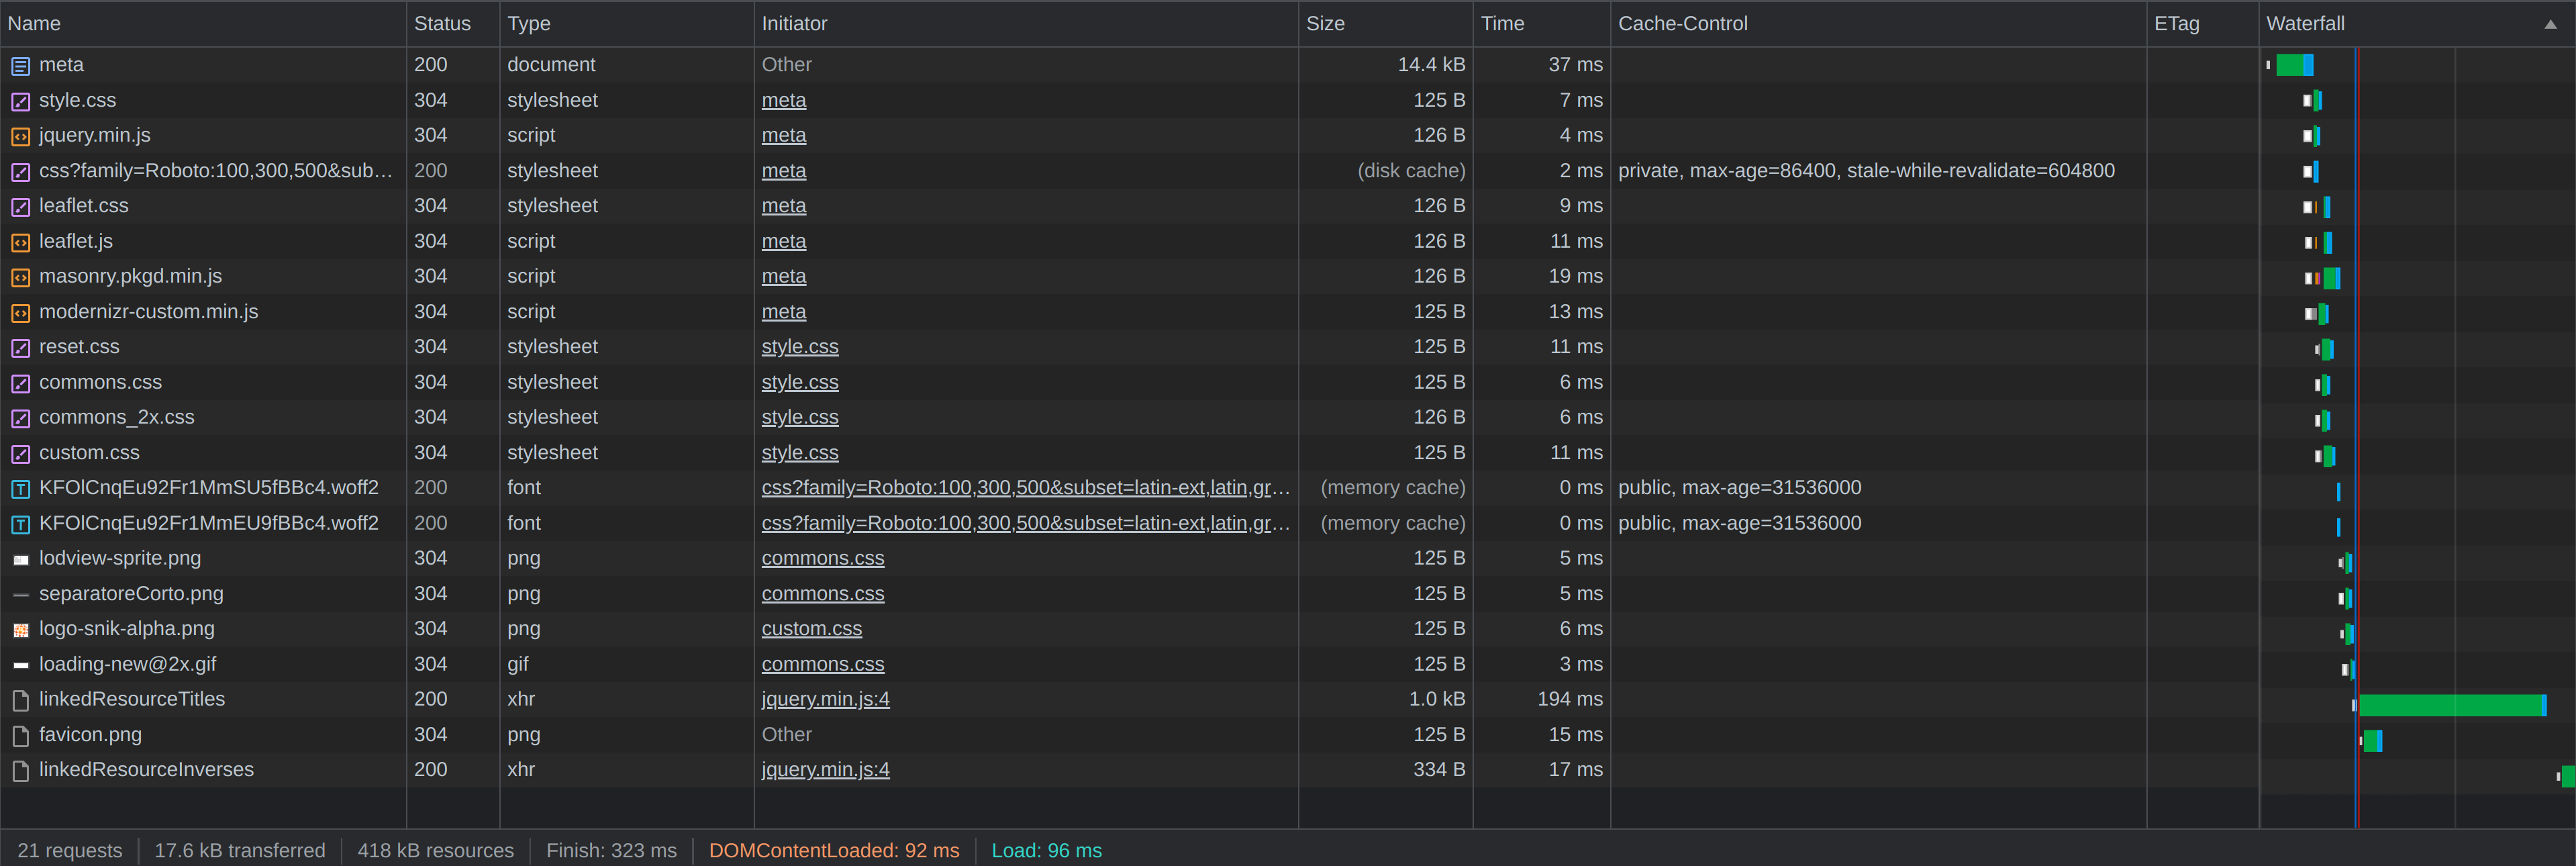 Name Status Type Initiator Size Time Cache-Control ETag Waterfall
meta 200 document Other 14.4 kB 37 ms
style.css 304 stylesheet meta 125 B 7 ms
jquery.min.js 304 script meta 126 B 4 ms
css?family=Roboto:100,300,500&sub… 200 stylesheet meta (disk cache) 2 ms private, max-age=86400, stale-while-revalidate=604800
leaflet.css 304 stylesheet meta 126 B 9 ms
leaflet.js 304 script meta 126 B 11 ms
masonry.pkgd.min.js 304 script meta 126 B 19 ms
modernizr-custom.min.js 304 script meta 125 B 13 ms
reset.css 304 stylesheet style.css 125 B 11 ms
commons.css 304 stylesheet style.css 125 B 6 ms
commons_2x.css 304 stylesheet style.css 126 B 6 ms
custom.css 304 stylesheet style.css 125 B 11 ms
KFOlCnqEu92Fr1MmSU5fBBc4.woff2 200 font css?family=Roboto:100,300,500&subset=latin-ext,latin,gr… (memory cache) 0 ms public, max-age=31536000
KFOlCnqEu92Fr1MmEU9fBBc4.woff2 200 font css?family=Roboto:100,300,500&subset=latin-ext,latin,gr… (memory cache) 0 ms public, max-age=31536000
lodview-sprite.png 304 png commons.css 125 B 5 ms
separatoreCorto.png 304 png commons.css 125 B 5 ms
logo-snik-alpha.png 304 png custom.css 125 B 6 ms
loading-new@2x.gif 304 gif commons.css 125 B 3 ms
linkedResourceTitles 200 xhr jquery.min.js:4 1.0 kB 194 ms
favicon.png 304 png Other 125 B 15 ms
linkedResourceInverses 200 xhr jquery.min.js:4 334 B 17 ms
21 requests 17.6 kB transferred 418 kB resources Finish: 323 ms DOMContentLoaded: 92 ms Load: 96 ms